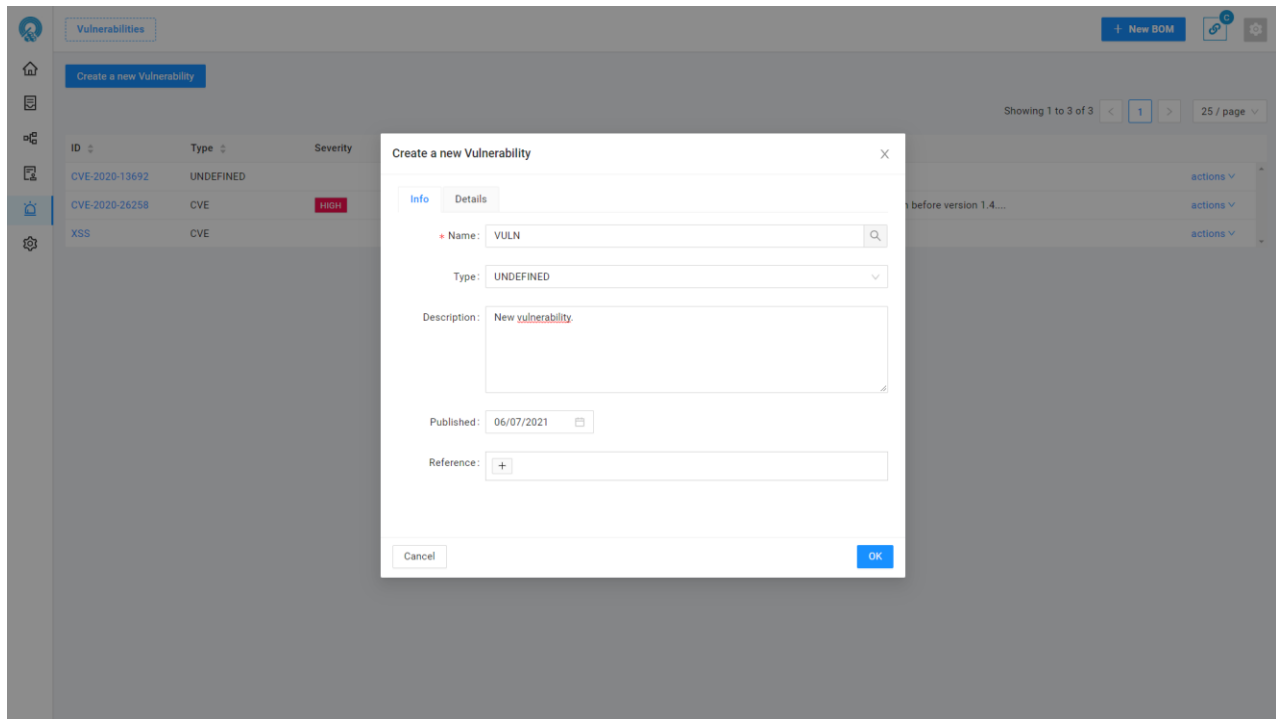 Vulnerabilities
+ New BOM
C
Create a new Vulnerability
Showing 1 to 3 of 3 < 1 > 25 / page
ID Type Severity
CVE-2020-13692 UNDEFINED actions
CVE-2020-26258 CVE HIGH before version 1.4.... actions
XSS CVE actions
Create a new Vulnerability
Info Details
* Name: VULN
Type: UNDEFINED
Description: New vulnerability.
Published: 06/07/2021
Reference: +
Cancel OK